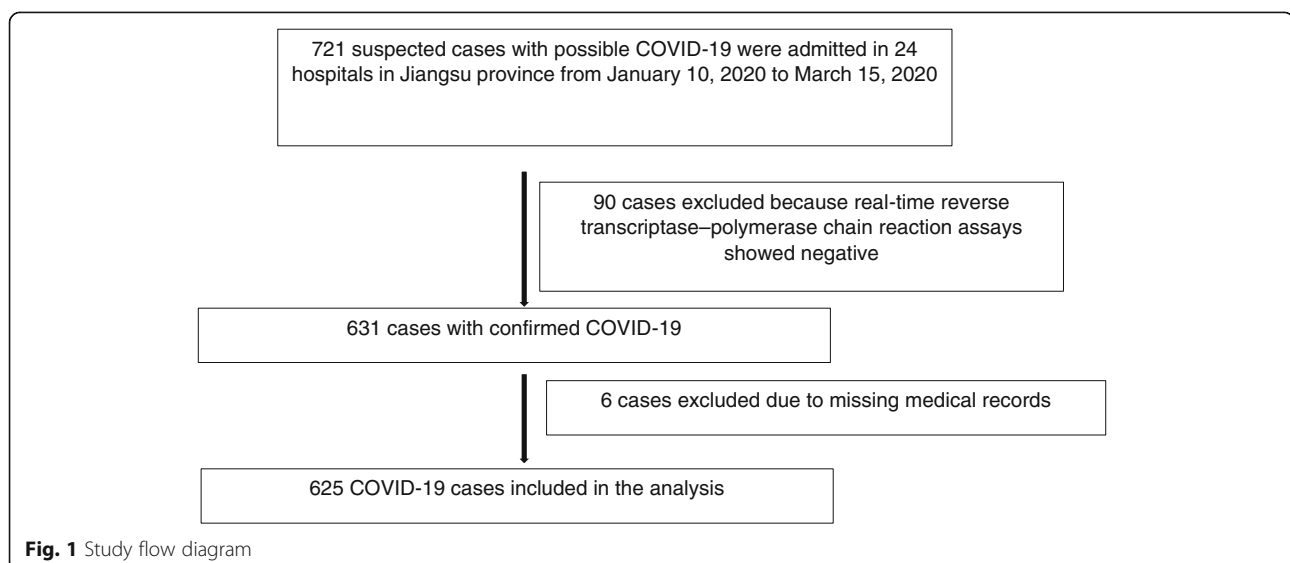 721 suspected cases with possible COVID-19 were admitted in 24
hospitals in Jiangsu province from January 10, 2020 to March 15, 2020
90 cases excluded because real-time reverse
transcriptase–polymerase chain reaction assays
showed negative
631 cases with confirmed COVID-19
6 cases excluded due to missing medical records
625 COVID-19 cases included in the analysis
Fig. 1 Study flow diagram